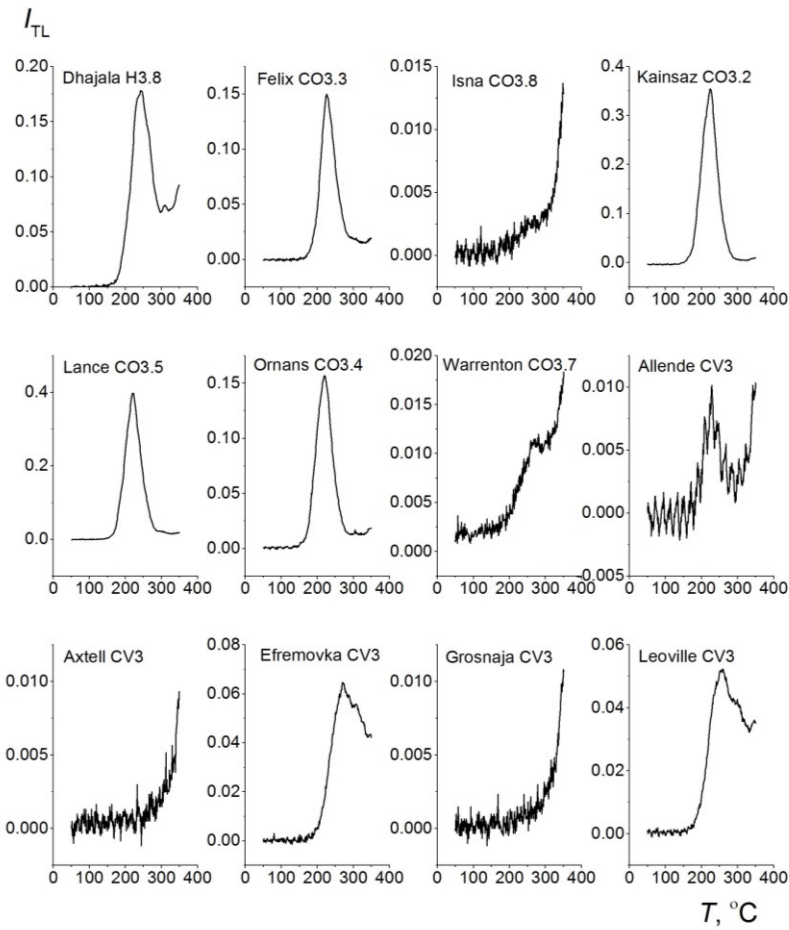 I_TL
Dhajala H3.8
0.20
0.15
0.10
0.05
0.00
0 100 200 300 400
Felix CO3.3
0.15
0.10
0.05
0.00
0 100 200 300 400
Isna CO3.8
0.015
0.010
0.005
0.000
0 100 200 300 400
Kainsaz CO3.2
0.4
0.3
0.2
0.1
0.0
0 100 200 300 400
Lance CO3.5
0.4
0.2
0.0
0 100 200 300 400
Ornans CO3.4
0.15
0.10
0.05
0.00
0 100 200 300 400
Warrenton CO3.7
0.020
0.015
0.010
0.005
0.000
0 100 200 300 400
Allende CV3
0.010
0.005
0.000
-0.005
0 100 200 300 400
Axtell CV3
0.010
0.005
0.000
0 100 200 300 400
Efremovka CV3
0.08
0.06
0.04
0.02
0.00
0 100 200 300 400
Grosnaja CV3
0.010
0.005
0.000
0 100 200 300 400
Leoville CV3
0.06
0.04
0.02
0.00
0 100 200 300 400
T, °C